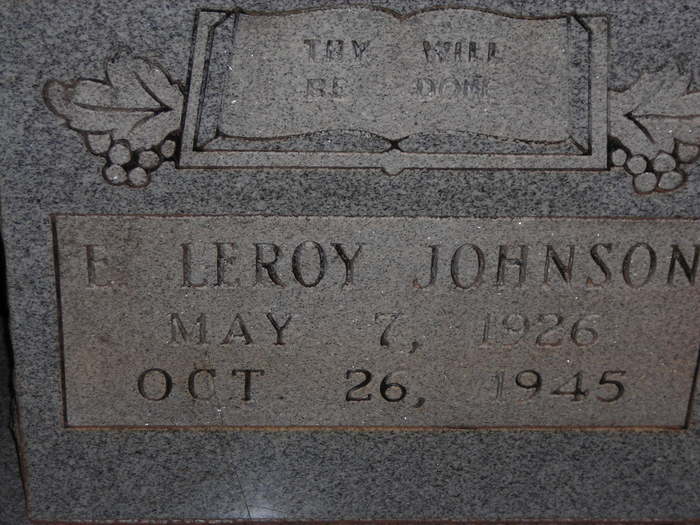 THY WILL
BE DONE
E. LEROY JOHNSON
MAY 7, 1926
OCT. 26, 1945